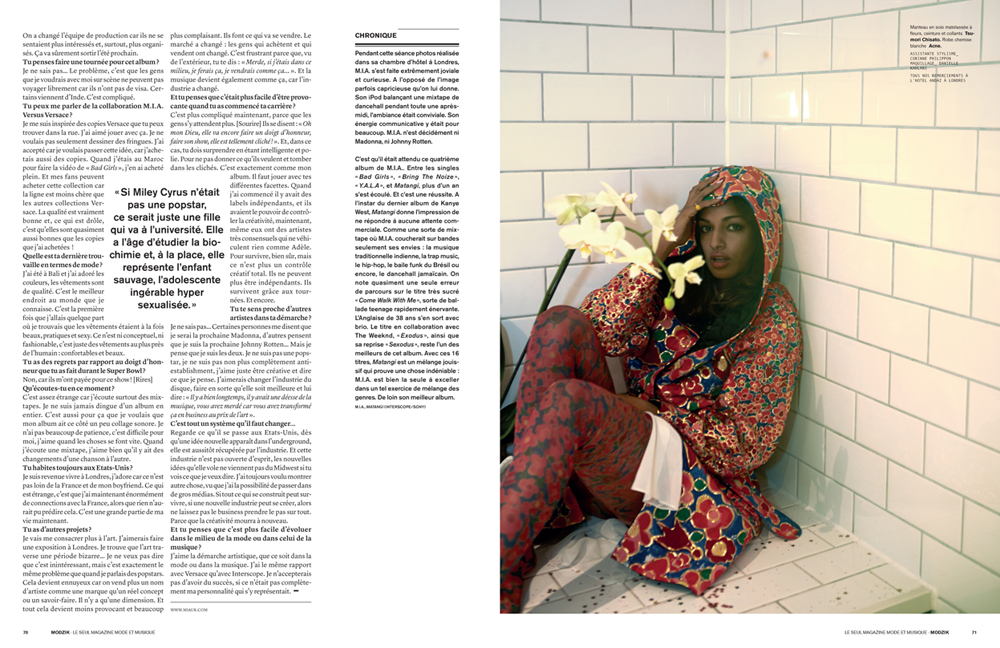 On a changé l'équipe de production car ils ne se
sentaient plus intéressés et, surtout, plus organi-
sés. Ça va sûrement sortir l'été prochain.
Tu penses faire une tournée pour cet album ?
Je ne sais pas... Le problème, c'est que les gens
que je voudrais avec moi sur scène ne peuvent pas
voyager librement car ils n'ont pas de visa. Cer-
tains viennent d'Inde. C'est compliqué.
Tu peux me parler de la collaboration M.I.A.
Versus Versace ?
Je me suis inspirée des copies Versace que tu peux
trouver dans la rue. J'ai aimé jouer avec ça. Je ne
voulais pas seulement dessiner des fringues. J'ai
accepté car je voulais passer cette idée, car j'ache-
tais aussi des copies. Quand j'étais au Maroc
pour faire la vidéo de « Bad Girls », j'en ai acheté
plein. Et mes fans peuvent
acheter cette collection car
la ligne est moins chère que
les autres collections Ver-
sace. La qualité est vraiment
bonne et, ce qui est drôle,
c'est qu'elles sont quasiment
aussi bonnes que les copies
que j'ai achetées !
Quelle est ta dernière trou-
vaille en termes de mode ?
J'ai été à Bali et j'ai adoré les
couleurs, les vêtements sont
de qualité. C'est le meilleur
endroit au monde que je
connaisse. C'est la première
fois que j'allais quelque part
où je trouvais que les vêtements étaient à la fois
beaux, pratiques et sexy. Ce n'est ni conceptuel, ni
fashionable, c'est juste des vêtements au plus près
de l'humain : confortables et beaux.
Tu as des regrets par rapport au doigt d'hon-
neur que tu as fait durant le Super Bowl ?
Non, car ils m'ont payée pour ce show ! [Rires]
Qu'écoutes-tu en ce moment ?
C'est assez étrange car j'écoute surtout des mix-
tapes. Je ne suis jamais dingue d'un album en
entier. C'est aussi pour ça que je voulais que
mon album ait ce côté un peu collage sonore. Je
n'ai pas beaucoup de patience, c'est difficile pour
moi, j'aime quand les choses se font vite. Quand
j'écoute une mixtape, j'aime bien qu'il y ait des
changements d'une chanson à l'autre.
Tu habites toujours aux Etats-Unis ?
Je suis revenue vivre à Londres, j'adore car ce n'est
pas loin de la France et de mon boyfriend. Ce qui
est étrange, c'est que j'ai maintenant énormément
de connections avec la France, alors que rien n'au-
rait pu prédire cela. C'est une grande partie de ma
vie maintenant.
Tu as d'autres projets ?
Je vais me consacrer plus à l'art. J'aimerais faire
une exposition à Londres. Je trouve que l'art tra-
verse une période bizarre... Je ne veux pas dire
que c'est inintéressant, mais c'est exactement le
même problème que quand je parlais des popstars.
Cela devient ennuyeux car on vend plus un nom
d'artiste comme une marque qu'un réel concept
ou un savoir-faire. Il n'y a qu'une dimension. Et
tout cela devient moins provocant et beaucoup
« Si Miley Cyrus n'était
pas une popstar,
ce serait juste une fille
qui va à l'université. Elle
a l'âge d'étudier la bio-
chimie et, à la place, elle
représente l'enfant
sauvage, l'adolescente
ingérable hyper
sexualisée. »
plus complaisant. Ils font ce qui va se vendre. Le
marché a changé : les gens qui achètent et qui
vendent ont changé. C'est frustrant parce que, vu
de l'extérieur, tu te dis : « Merde, si j'étais dans ce
milieu, je ferais ça, je vendrais comme ça... ». Et la
musique devient également comme ça, car l'in-
dustrie a changé.
Et tu penses que c'était plus facile d'être provo-
cante quand tu as commencé ta carrière ?
C'est plus compliqué maintenant, parce que les
gens s'y attendent plus. [Sourire] Ils se disent : « Oh
mon Dieu, elle va encore faire un doigt d'honneur,
faire son show, elle est tellement cliché ! ». Et, dans ce
cas, tu dois surprendre en étant intelligente et po-
lie. Pour ne pas donner ce qu'ils veulent et tomber
dans les clichés. C'est exactement comme mon
album. Il faut jouer avec tes
différentes facettes. Quand
j'ai commencé il y avait des
labels indépendants, et ils
avaient le pouvoir de contrô-
ler la créativité, maintenant,
même eux ont des artistes
très consensuels qui ne véhi-
culent rien comme Adèle.
Pour survivre, bien sûr, mais
ce n'est plus un contrôle
créatif total. Ils ne peuvent
plus être indépendants. Ils
survivent grâce aux tour-
nées. Et encore.
Tu te sens proche d'autres
artistes dans ta démarche ?
Je ne sais pas... Certaines personnes me disent que
je serai la prochaine Madonna, d'autres pensent
que je suis la prochaine Johnny Rotten... Mais je
pense que je suis les deux. Je ne suis pas une pops-
tar, je ne suis pas non plus complètement anti-
establishment, j'aime juste être créative et dire
ce que je pense. J'aimerais changer l'industrie du
disque, faire en sorte qu'elle soit meilleure et lui
dire : « Il y a bien longtemps, il y avait une déesse de la
musique, vous avez merdé car vous avez transformé
ça en business au prix de l'art ».
C'est tout un système qu'il faut changer...
Regarde ce qu'il se passe aux Etats-Unis, dès
qu'une idée nouvelle apparaît dans l'underground,
elle est aussitôt récupérée par l'industrie. Et cette
industrie n'est pas ouverte d'esprit, les nouvelles
idées qu'elle vole ne viennent pas du Midwest si tu
vois ce que je veux dire. J'ai toujours voulu montrer
autre chose, vu que j'ai la possibilité de passer dans
de gros médias. Si tout ce qui se construit peut sur-
vivre, si une nouvelle industrie peut se créer, alors
ne laissez pas le business prendre le pas sur tout.
Parce que la créativité mourra à nouveau.
Et tu penses que c'est plus facile d'évoluer
dans le milieu de la mode ou dans celui de la
musique ?
J'aime la démarche artistique, que ce soit dans la
mode ou dans la musique. J'ai le même rapport
avec Versace qu'avec Interscope. Je n'accepterais
pas d'avoir du succès, si ce n'était pas complète-
ment ma personnalité qui s'y représentait.
WWW.MIAUK.COM
CHRONIQUE
Pendant cette séance photos réalisée
dans sa chambre d'hôtel à Londres,
M.I.A. s'est faite extrêmement joviale
et curieuse. A l'opposé de l'image
parfois capricieuse qu'on lui donne.
Son iPod balançant une mixtape de
dancehall pendant toute une après-
midi, l'ambiance était conviviale. Son
énergie communicative y était pour
beaucoup. M.I.A. n'est décidément ni
Madonna, ni Johnny Rotten.
C'est qu'il était attendu ce quatrième
album de M.I.A.. Entre les singles
« Bad Girls », « Bring The Noize »,
« Y.A.L.A », et Matangi, plus d'un an
s'est écoulé. Et c'est une réussite. A
l'instar du dernier album de Kanye
West, Matangi donne l'impression de
ne répondre à aucune attente com-
merciale. Comme une sorte de mix-
tape où M.I.A. coucherait sur bandes
seulement ses envies : la musique
traditionnelle indienne, la trap music,
le hip-hop, le baile funk du Brésil ou
encore, le dancehall jamaïcain. On
note quasiment une seule erreur
de parcours sur le titre très sucré
« Come Walk With Me », sorte de bal-
lade teenage rapidement énervante.
L'Anglaise de 38 ans s'en sort avec
brio. Le titre en collaboration avec
The Weeknd, « Exodus », ainsi que
sa reprise « Sexodus », reste l'un des
meilleurs de cet album. Avec ces 16
titres, Matangi est un mélange jouis-
sif qui prouve une chose indéniable :
M.I.A. est bien la seule à exceller
dans un tel exercice de mélange des
genres. De loin son meilleur album.
M.I.A., MATANGI (INTERSCOPE/SONY)
Manteau en soie matelassée à
fleurs, ceinture et collants Tsu-
mori Chisato. Robe chemise
blanche Acne.
ASSISTANTE STYLISME_
CORINNE PHILIPPON
MAQUILLAGE_ DANIELLE
TOUS NOS REMERCIEMENTS À
L'HOTEL ANDAZ À LONDRES
70 MODZIK - LE SEUL MAGAZINE MODE ET MUSIQUE
LE SEUL MAGAZINE MODE ET MUSIQUE - MODZIK 71